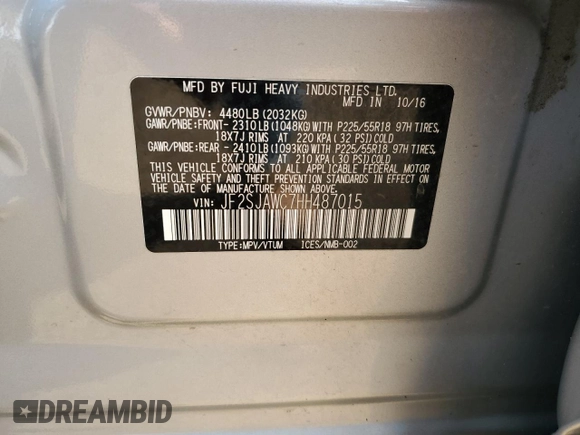 MFD BY FUJI HEAVY INDUSTRIES LTD.
MFD IN 10/16
GVWR/PNBV: 4480LB(2032KG)
GAWR/PNBE:FRONT- 2310LB(1048KG)WITH P225/55R18 97H TIRES,
18X7J RIMS AT 220 KPA(32 PSI)COLD
GAWR/PNBE:REAR - 2410LB(1093KG)WITH P225/55R18 97H TIRES,
18X7J RIMS AT 210 KPA(30 PSI)COLD
THIS VEHICLE CONFORMS TO ALL APPLICABLE FEDERAL MOTOR
VEHICLE SAFETY AND THEFT PREVENTION STANDARDS IN EFFECT
ON THE DATE OF MANUFACTURE SHOWN ABOVE.
VIN: JF2SJAWC7HH487015
TYPE:MPV/VTUM ICES/NMB-002
DREAMBID